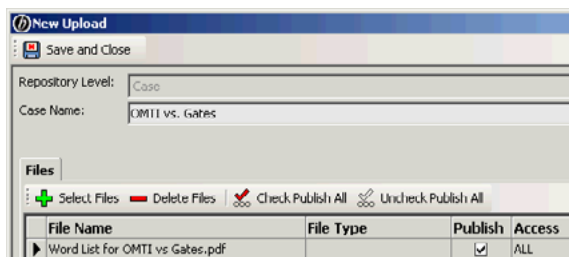 New Upload
Save and Close
Repository Level: Case
Case Name: OMTI vs. Gates
Files
Select Files Delete Files Check Publish All Uncheck Publish All
File Name File Type Publish Access
Word List for OMTI vs Gates.pdf ALL